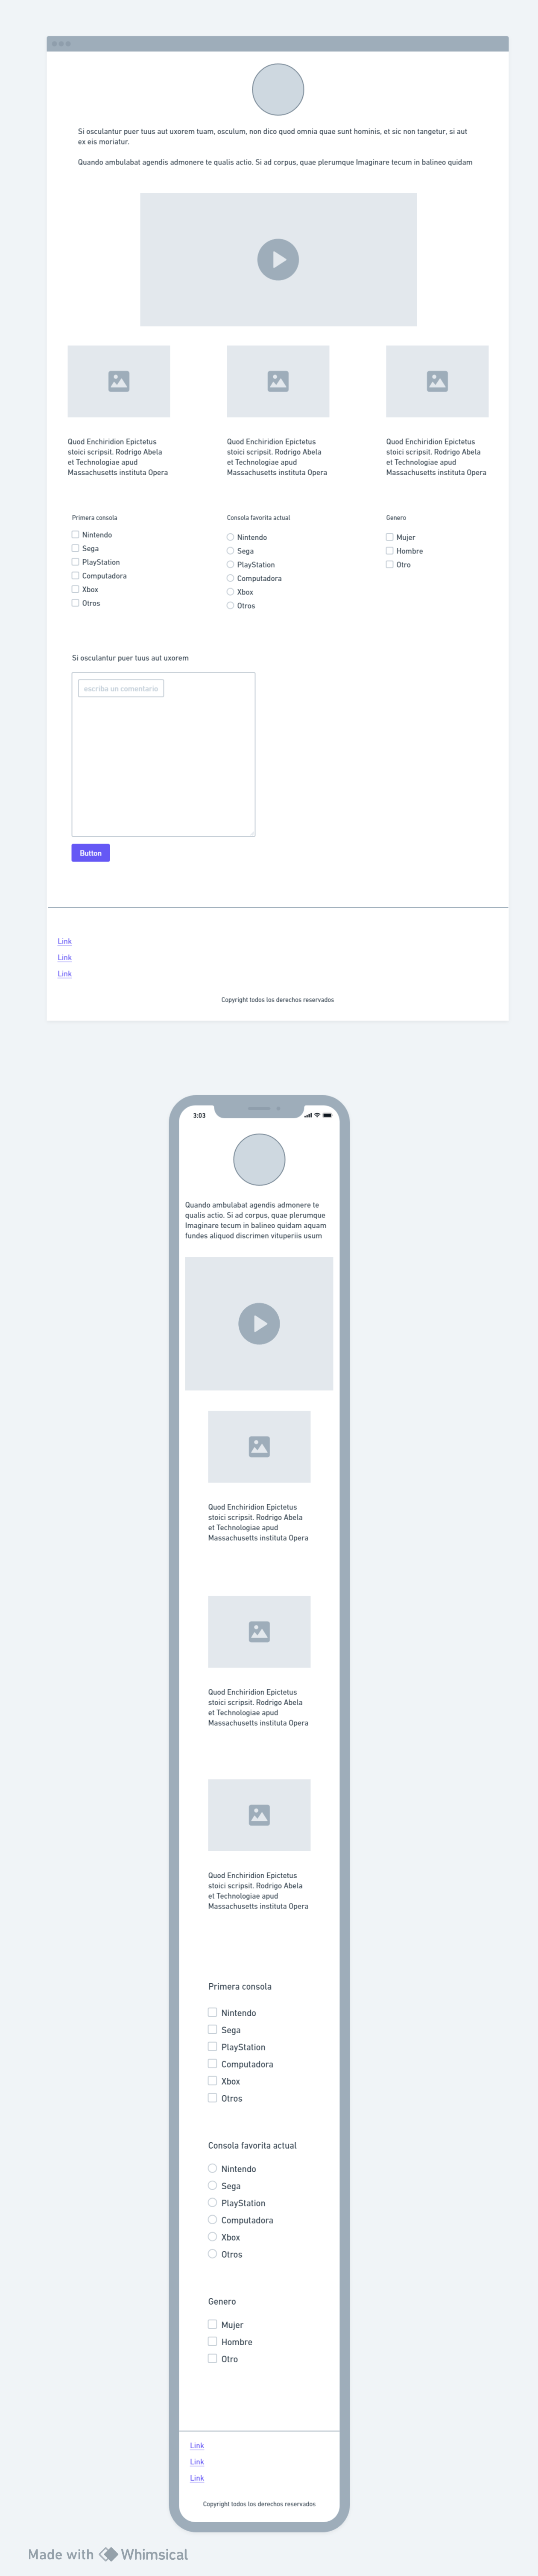 Si osculantur puer tuus aut uxorem tuam, osculum, non dico quod omnia quae sunt hominis, et sic non tangetur, si aut
ex eis moriatur.
Quando ambulabat agendis admonere te qualis actio. Si ad corpus, quae plerumque Imaginare tecum in balineo quidam
Quod Enchiridion Epictetus
stoici scripsit. Rodrigo Abela
et Technologiae apud
Massachusetts instituta Opera
Quod Enchiridion Epictetus
stoici scripsit. Rodrigo Abela
et Technologiae apud
Massachusetts instituta Opera
Quod Enchiridion Epictetus
stoici scripsit. Rodrigo Abela
et Technologiae apud
Massachusetts instituta Opera
Primera consola
Nintendo
Sega
PlayStation
Computadora
Xbox
Otros
Consola favorita actual
Nintendo
Sega
PlayStation
Computadora
Xbox
Otros
Genero
Mujer
Hombre
Otro
Si osculantur puer tuus aut uxorem
escriba un comentario
Button
Link
Link
Link
Copyright todos los derechos reservados
3:03
Quando ambulabat agendis admonere te
qualis actio. Si ad corpus, quae plerumque
Imaginare tecum in balineo quidam aquam
fundes aliquod discrimen vituperiis usum
Quod Enchiridion Epictetus
stoici scripsit. Rodrigo Abela
et Technologiae apud
Massachusetts instituta Opera
Quod Enchiridion Epictetus
stoici scripsit. Rodrigo Abela
et Technologiae apud
Massachusetts instituta Opera
Quod Enchiridion Epictetus
stoici scripsit. Rodrigo Abela
et Technologiae apud
Massachusetts instituta Opera
Primera consola
Nintendo
Sega
PlayStation
Computadora
Xbox
Otros
Consola favorita actual
Nintendo
Sega
PlayStation
Computadora
Xbox
Otros
Genero
Mujer
Hombre
Otro
Link
Link
Link
Copyright todos los derechos reservados
Made with Whimsical